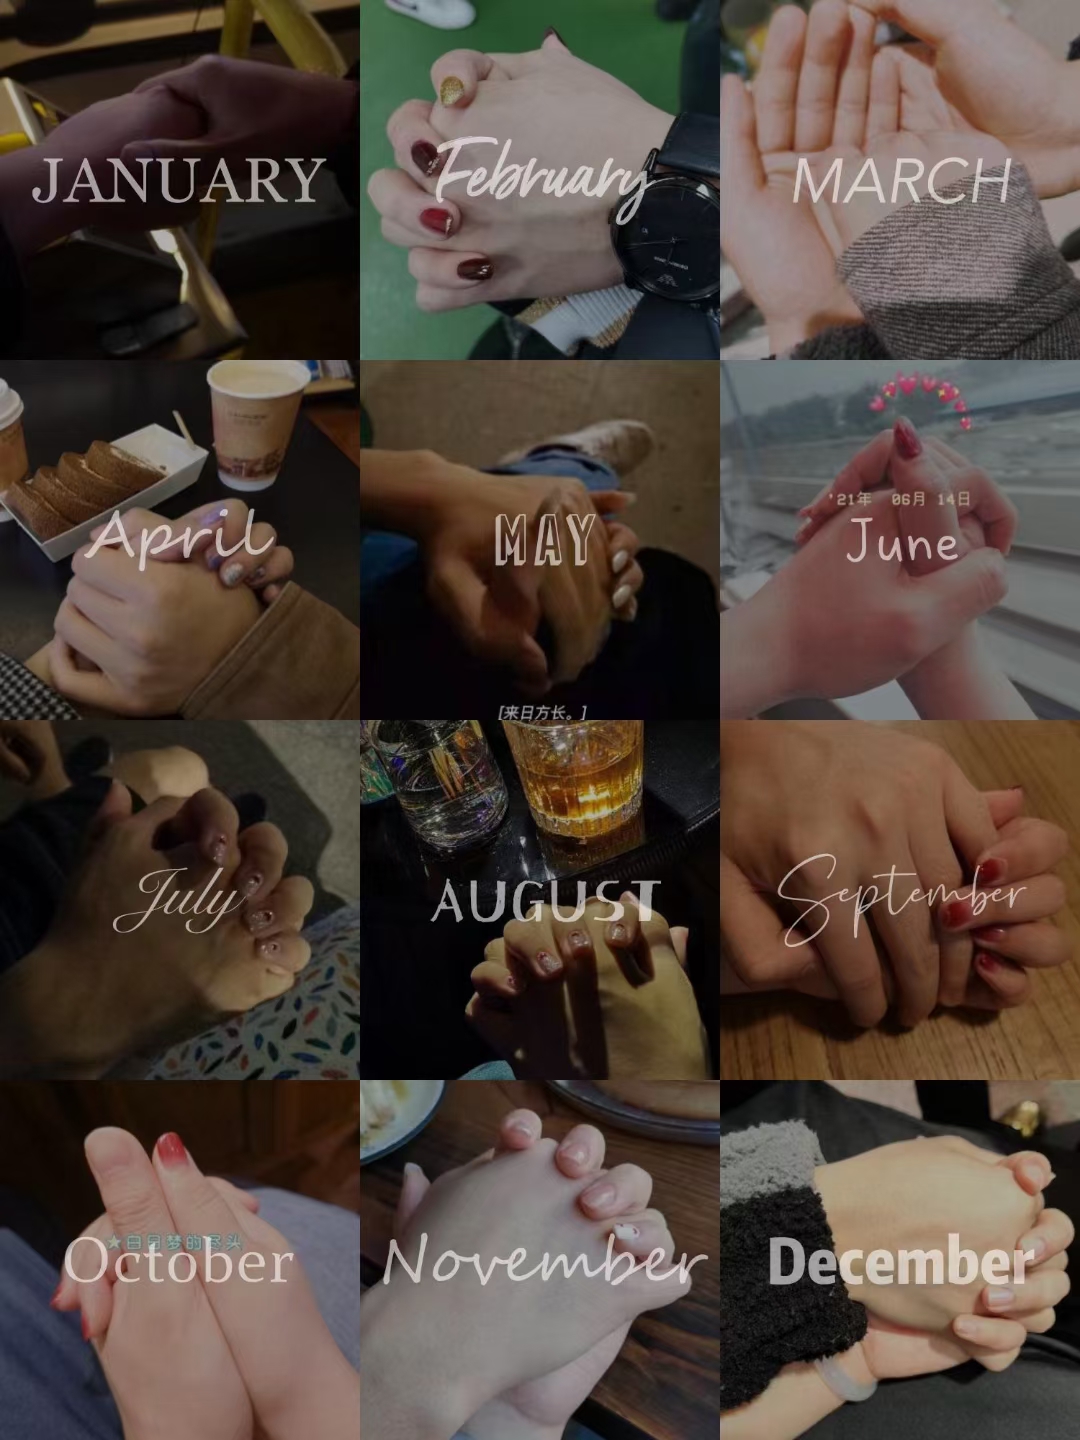 JANUARY
February
MARCH
April
MAY
[来日方长。]
'21年 06月 14日
June
July
AUGUST
September
★白日梦的尽头
October
November
December